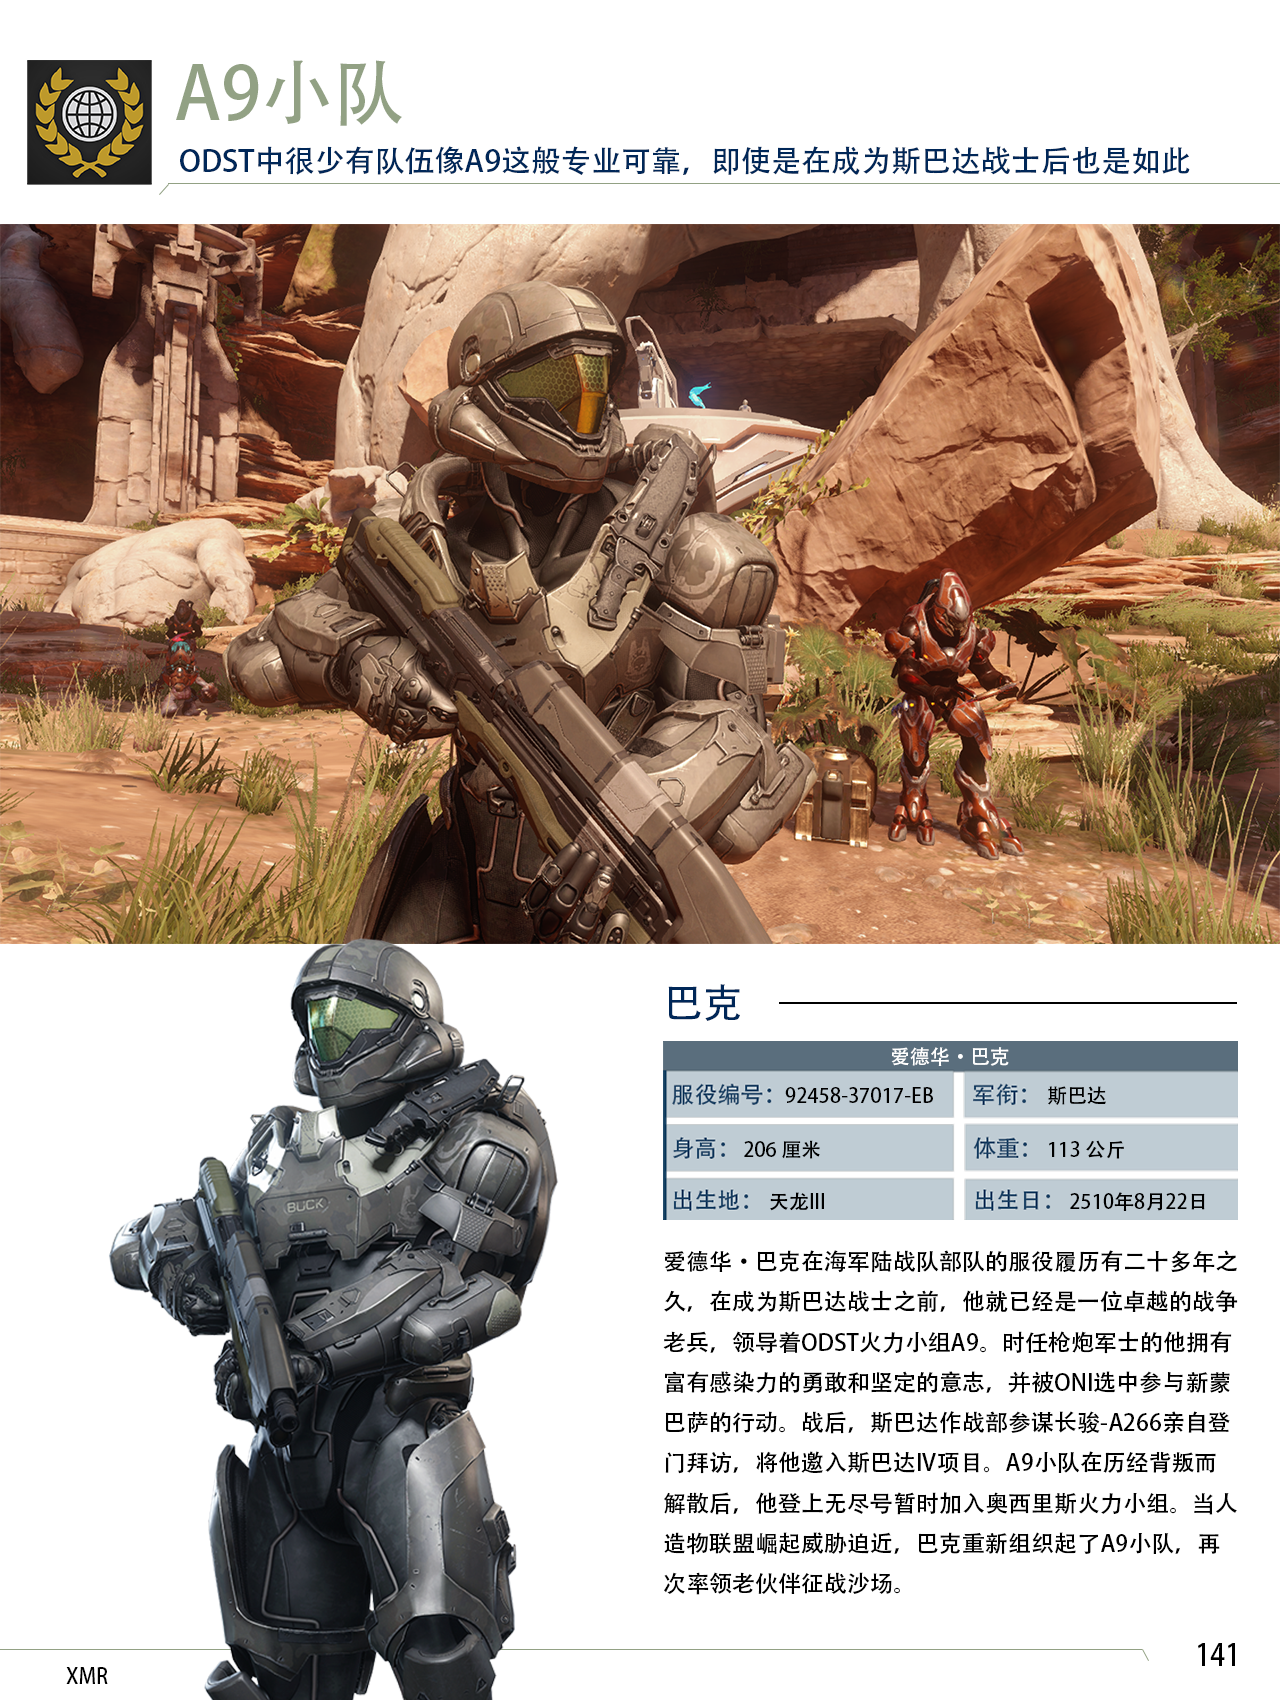 A9小队
ODST中很少有队伍像A9这般专业可靠，即使是在成为斯巴达战士后也是如此
巴克
BUCK
爱德华·巴克
服役编号：92458-37017-EB
军衔：斯巴达
身高：206 厘米
体重：113 公斤
出生地：天龙III
出生日：2510年8月22日
爱德华·巴克在海军陆战队部队的服役履历有二十多年之
久，在成为斯巴达战士之前，他就已经是一位卓越的战争
老兵，领导着ODST火力小组A9。时任枪炮军士的他拥有
富有感染力的勇敢和坚定的意志，并被ONI选中参与新蒙
巴萨的行动。战后，斯巴达作战部参谋长骏-A266亲自登
门拜访，将他邀入斯巴达IV项目。A9小队在历经背叛而
解散后，他登上无尽号暂时加入奥西里斯火力小组。当人
造物联盟崛起威胁迫近，巴克重新组织起了A9小队，再
次率领老伙伴征战沙场。
XMR
141